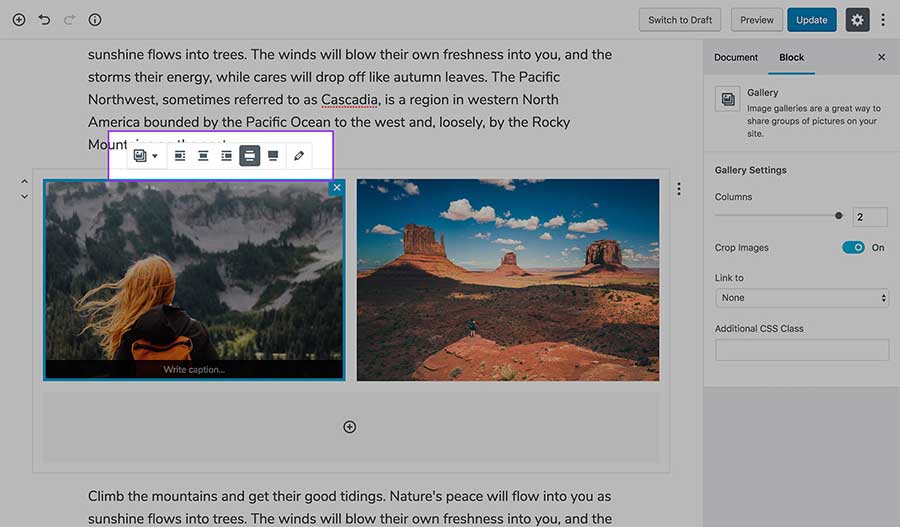 Switch to Draft
Preview
Update
sunshine flows into trees. The winds will blow their own freshness into you, and the
storms their energy, while cares will drop off like autumn leaves. The Pacific
Northwest, sometimes referred to as Cascadia, is a region in western North
America bounded by the Pacific Ocean to the west and, loosely, by the Rocky
Write caption...
Climb the mountains and get their good tidings. Nature's peace will flow into you as
sunshine flows into trees. The winds will blow their own freshness into you, and the
Document
Block
Gallery
Image galleries are a great way to
share groups of pictures on your
site.
Gallery Settings
Columns
2
Crop Images
On
Link to
None
Additional CSS Class